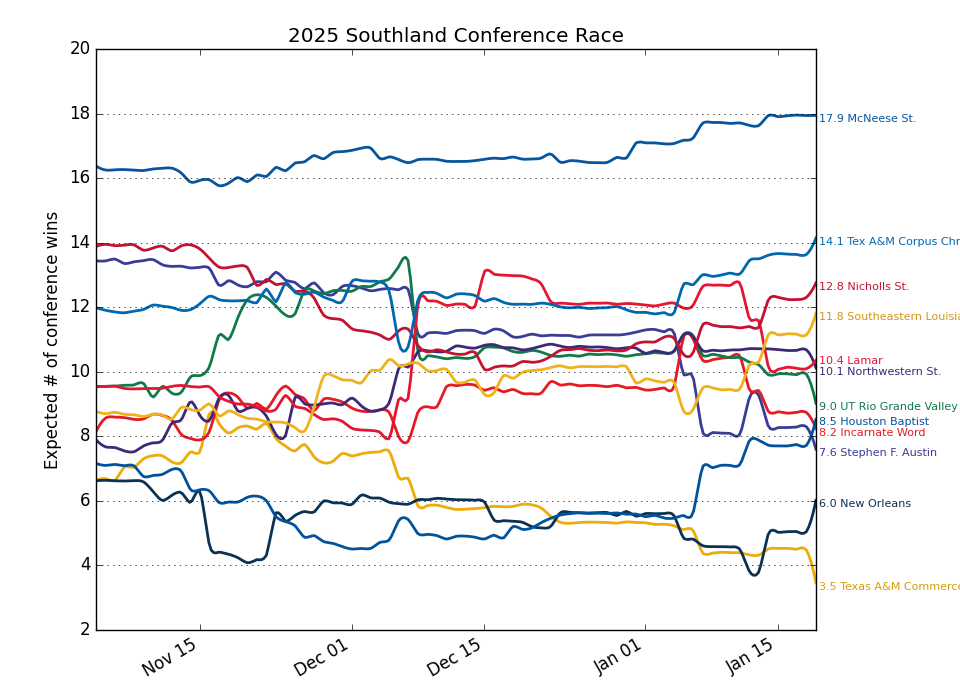 2025 Southland Conference Race
Expected # of conference wins
20
18
16
14
12
10
8
6
4
2
Nov 15
Dec 01
Dec 15
Jan 01
Jan 15
17.9 McNeese St.
14.1 Tex A&M Corpus Chr
12.8 Nicholls St.
11.8 Southeastern Louisia
10.4 Lamar
10.1 Northwestern St.
9.0 UT Rio Grande Valley
8.5 Houston Baptist
8.2 Incarnate Word
7.6 Stephen F. Austin
6.0 New Orleans
3.5 Texas A&M Commerce